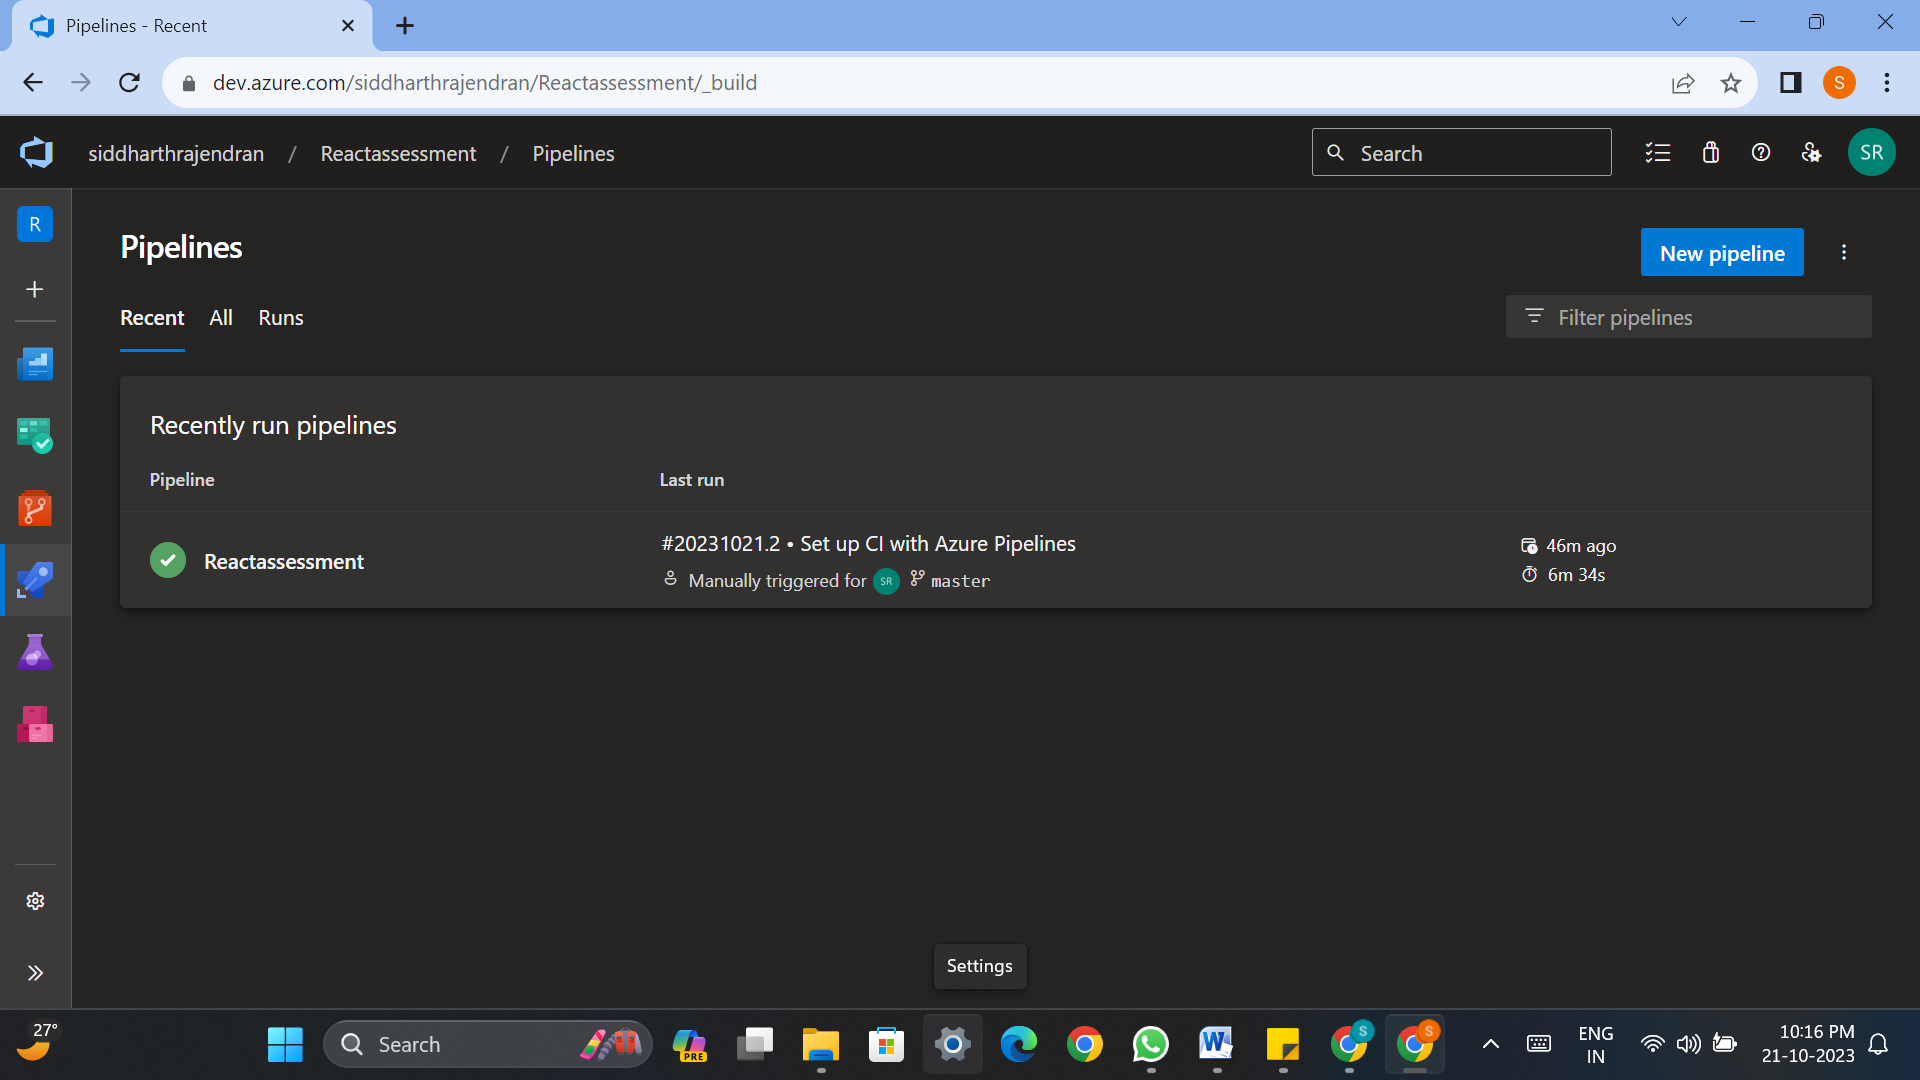 Pipelines - Recent
dev.azure.com/siddharthrajendran/Reactassessment/_build
S
siddharthrajendran / Reactassessment / Pipelines
Search
SR
R
Pipelines
New pipeline
Recent All Runs
Filter pipelines
Recently run pipelines
Pipeline Last run
Reactassessment
#20231021.2 • Set up CI with Azure Pipelines
Manually triggered for SR master
46m ago
6m 34s
Settings
27°
Search
PRE
W
S
S
ENG
IN
10:16 PM
21-10-2023